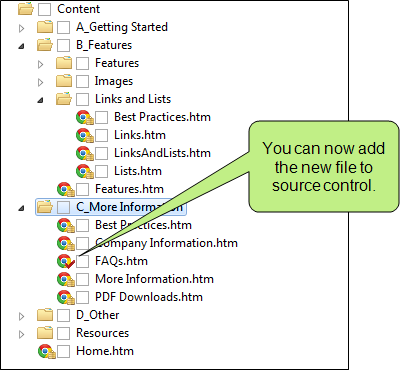 Content
A_Getting Started
B_Features
Features
Images
Links and Lists
Best Practices.htm
Links.htm
LinksAndLists.htm
Lists.htm
Features.htm
C_More Information
Best Practices.htm
Company Information.htm
FAQs.htm
More Information.htm
PDF Downloads.htm
D_Other
Resources
Home.htm
You can now add
the new file to
source control.